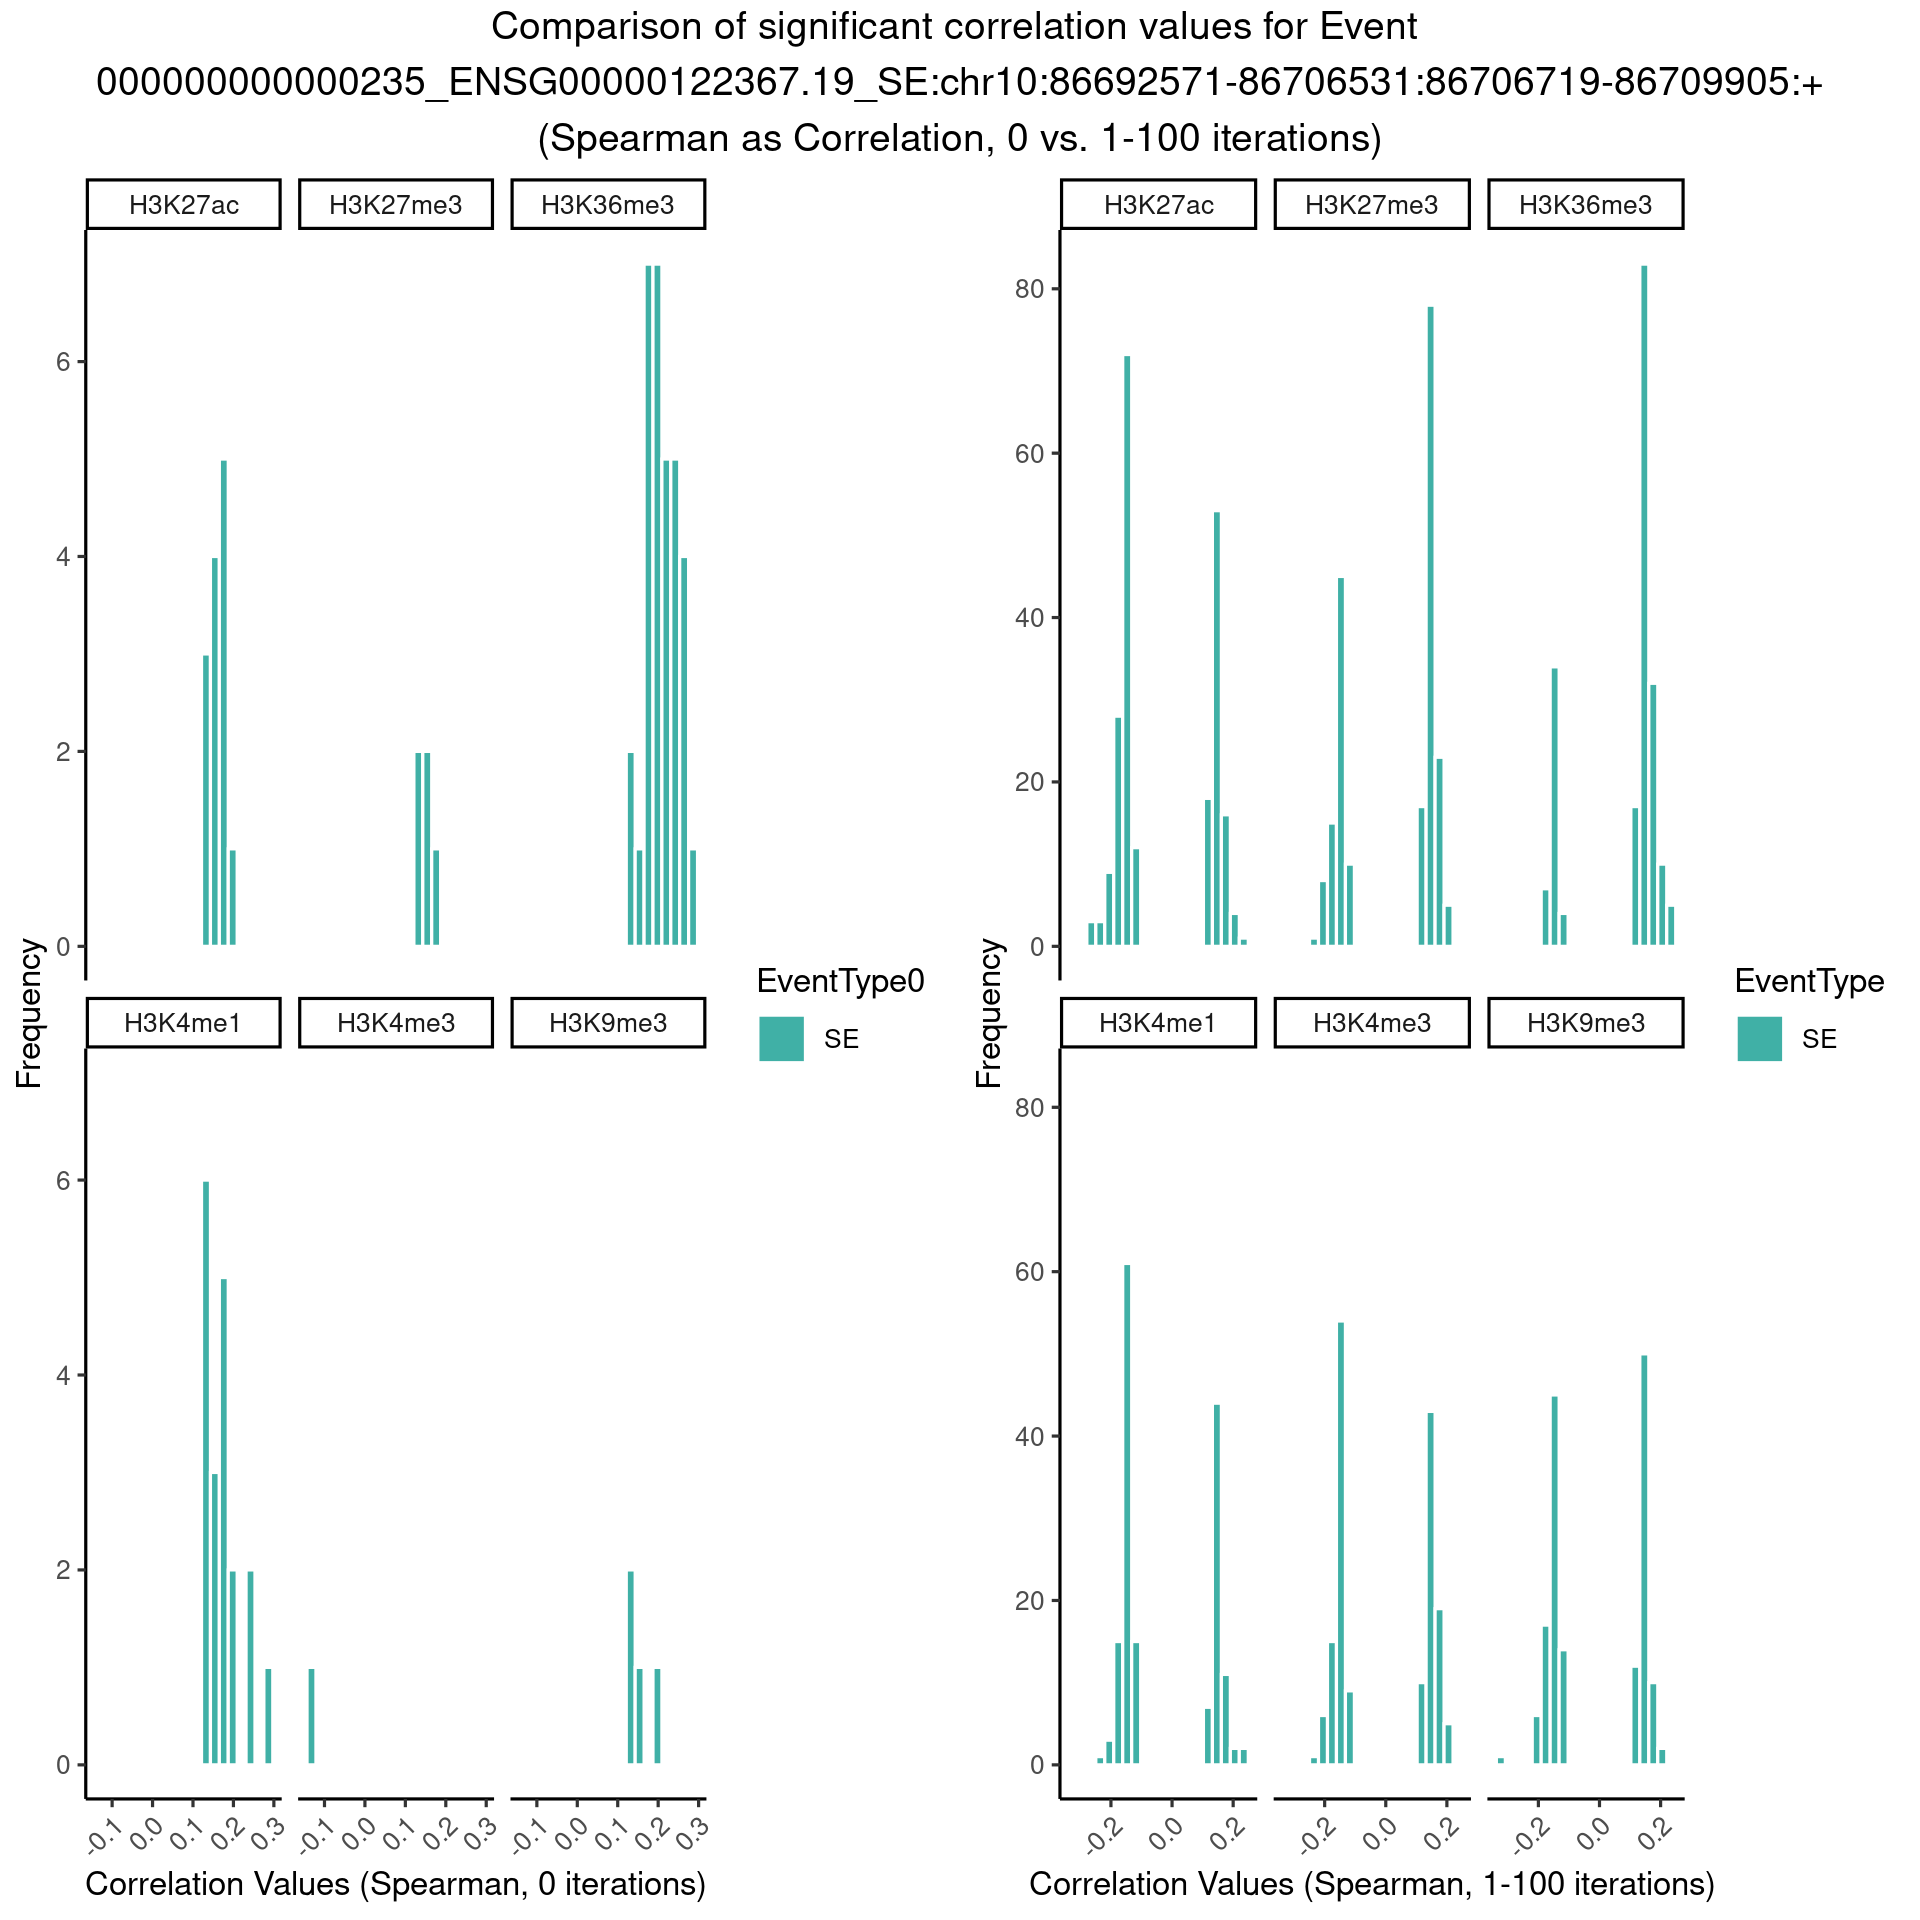 Comparison of significant correlation values for Event
000000000000235_ENSG00000122367.19_SE:chr10:86692571-86706531:86706719-86709905:+
(Spearman as Correlation, 0 vs. 1-100 iterations)
H3K27ac H3K27me3 H3K36me3
6
4
2
0
H3K4me1 H3K4me3 H3K9me3
6
4
2
0
-0.1 0.0 0.1 0.2 0.3 -0.1 0.0 0.1 0.2 0.3 -0.1 0.0 0.1 0.2 0.3
Frequency
Correlation Values (Spearman, 0 iterations)
EventType0
SE
H3K27ac H3K27me3 H3K36me3
80
60
40
20
0
H3K4me1 H3K4me3 H3K9me3
80
60
40
20
0
-0.2 0.0 0.2 -0.2 0.0 0.2 -0.2 0.0 0.2
Frequency
Correlation Values (Spearman, 1-100 iterations)
EventType
SE